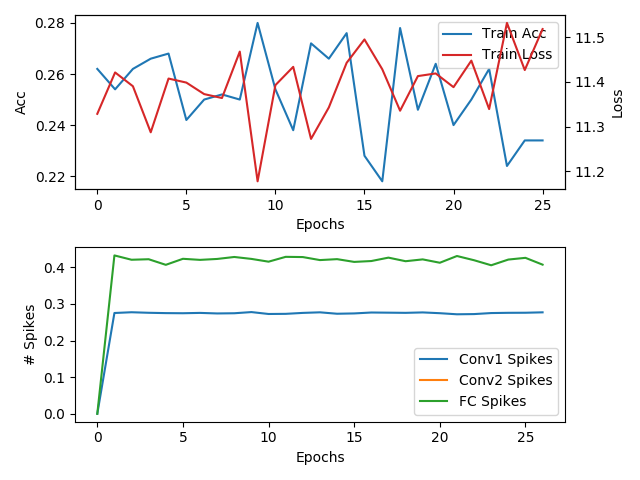 0.28
0.26
0.24
0.22
Acc
Train Acc
Train Loss
11.5
11.4
11.3
11.2
Loss
0 5 10 15 20 25
Epochs
0.4
0.3
0.2
0.1
0.0
# Spikes
Conv1 Spikes
Conv2 Spikes
FC Spikes
0 5 10 15 20 25
Epochs